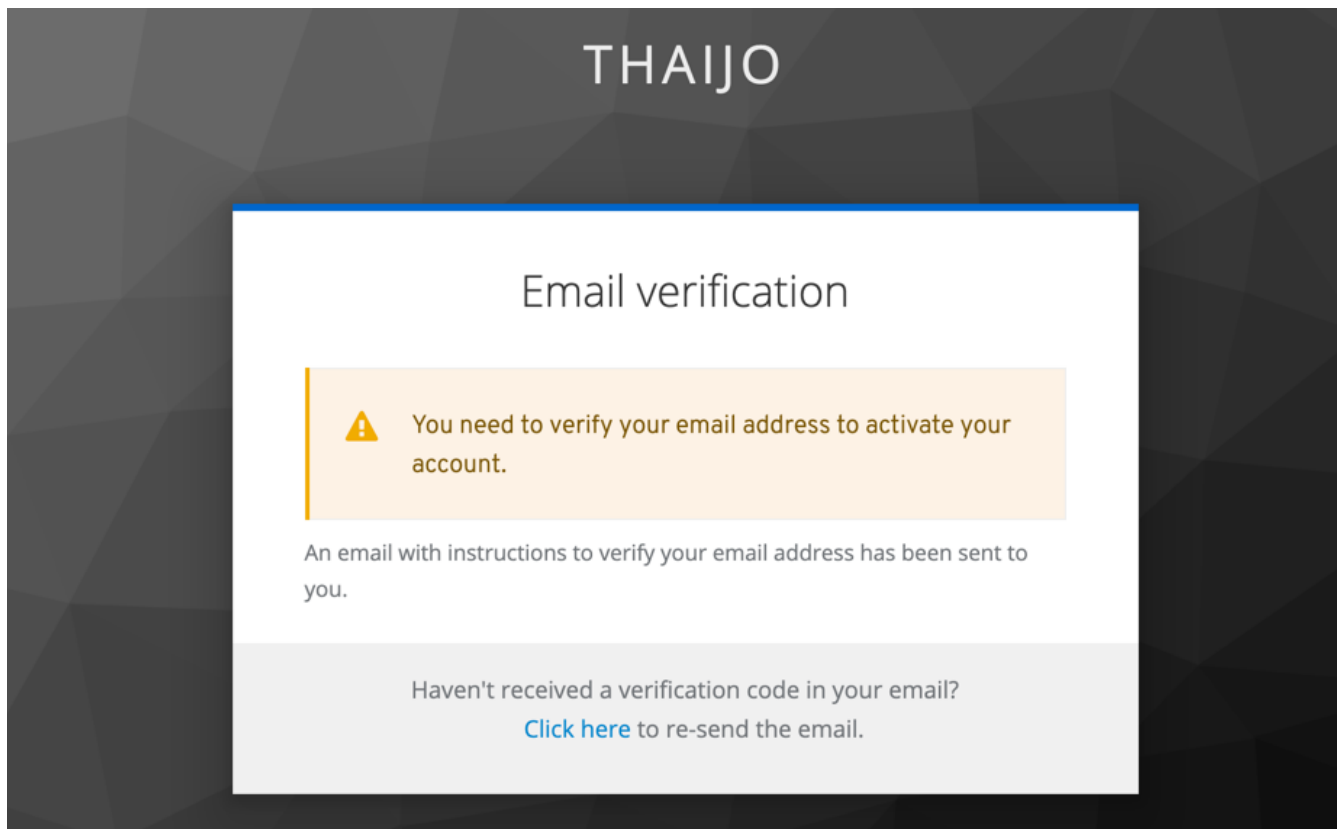 THAIJO
Email verification
You need to verify your email address to activate your
account.
An email with instructions to verify your email address has been sent to
you.
Haven't received a verification code in your email?
Click here to re-send the email.